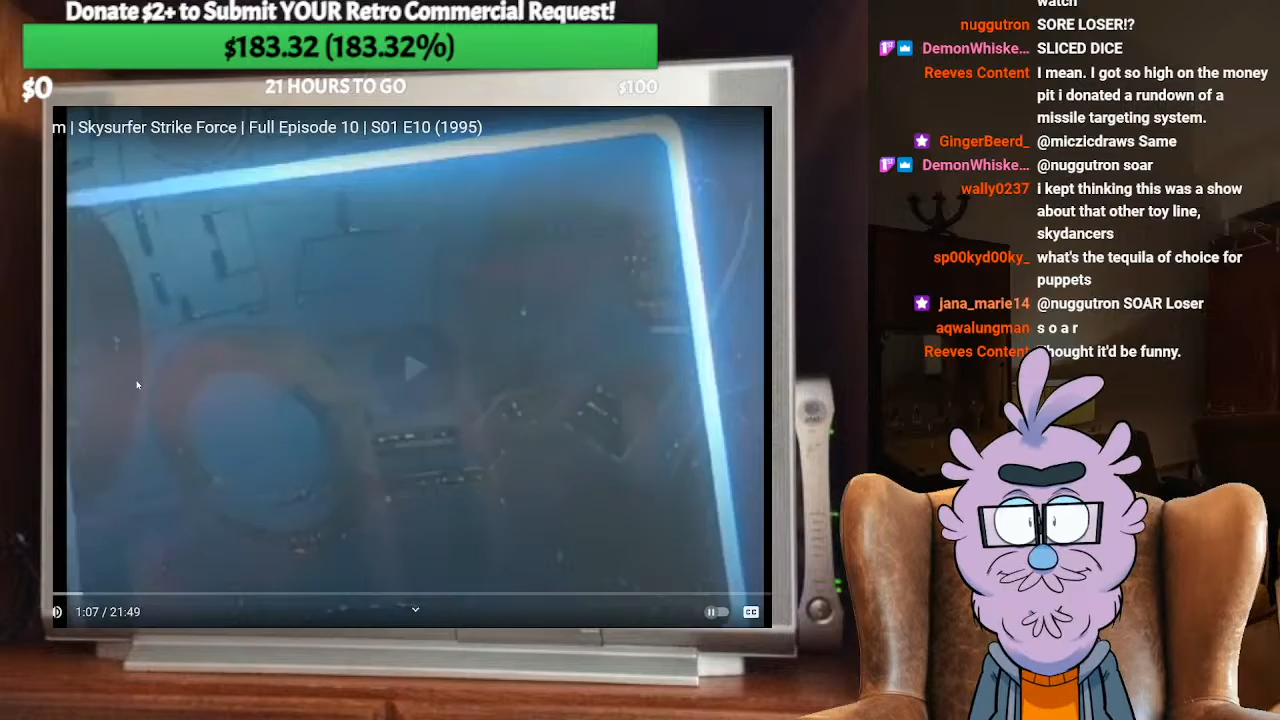 Donate $2+ to Submit YOUR Retro Commercial Request!
$183.32 (183.32%)
$0
21 HOURS TO GO
$100
m | Skysurfer Strike Force | Full Episode 10 | S01 E10 (1995)
1:07 / 21:49
CC
watch
nuggutron SORE LOSER!?
DemonWhiske... SLICED DICE
Reeves Content I mean. I got so high on the money
pit i donated a rundown of a
missile targeting system.
GingerBeerd_ @miczicdraws Same
DemonWhiske... @nuggutron soar
wally0237 i kept thinking this was a show
about that other toy line,
skydancers
sp00kyd00ky_ what's the tequila of choice for
puppets
jana_marie14 @nuggutron SOAR Loser
aqwalungman s o a r
Reeves Content hought it'd be funny.